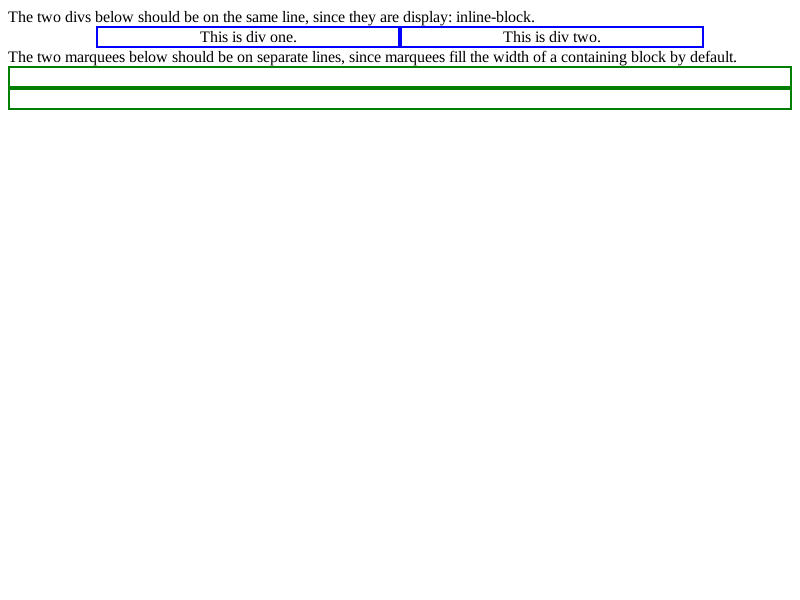 The two divs below should be on the same line, since they are display: inline-block.
This is div one. This is div two.
The two marquees below should be on separate lines, since marquees fill the width of a containing block by default.